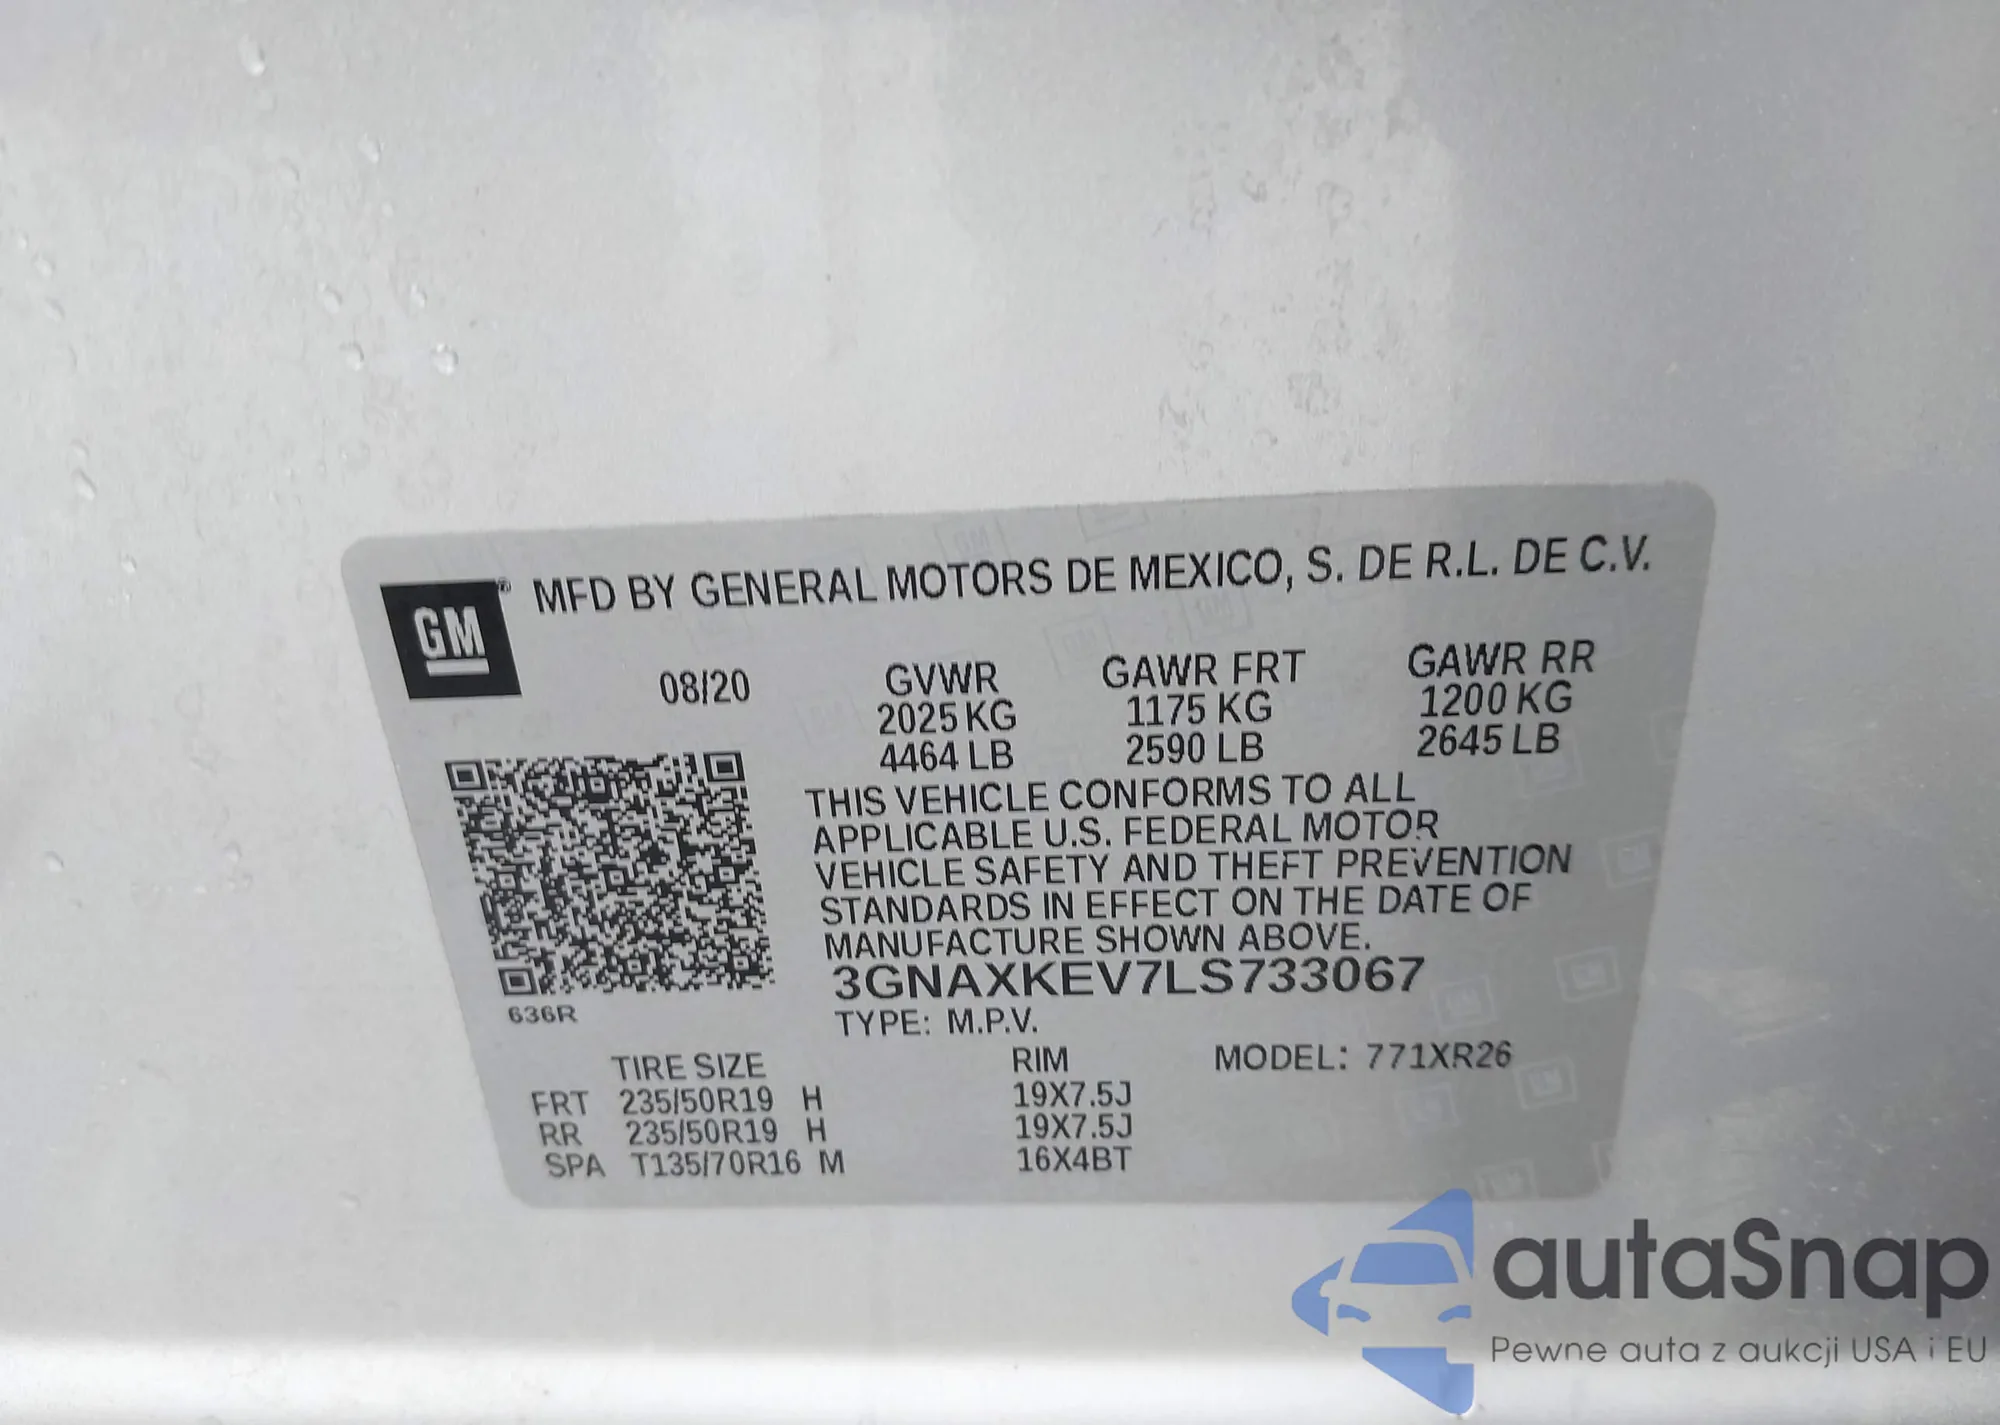 GM® MFD BY GENERAL MOTORS DE MEXICO, S. DE R.L. DE C.V.
08/20 GVWR GAWR FRT GAWR RR
2025 KG 1175 KG 1200 KG
4464 LB 2590 LB 2645 LB
THIS VEHICLE CONFORMS TO ALL
APPLICABLE U.S. FEDERAL MOTOR
VEHICLE SAFETY AND THEFT PREVENTION
STANDARDS IN EFFECT ON THE DATE OF
MANUFACTURE SHOWN ABOVE.
3GNAXKEV7LS733067
636R TYPE: M.P.V.
TIRE SIZE RIM MODEL: 771XR26
FRT 235/50R19 H 19X7.5J
RR 235/50R19 H 19X7.5J
SPA T135/70R16 M 16X4BT
autaSnap
Pewne auta z aukcji USA i EU